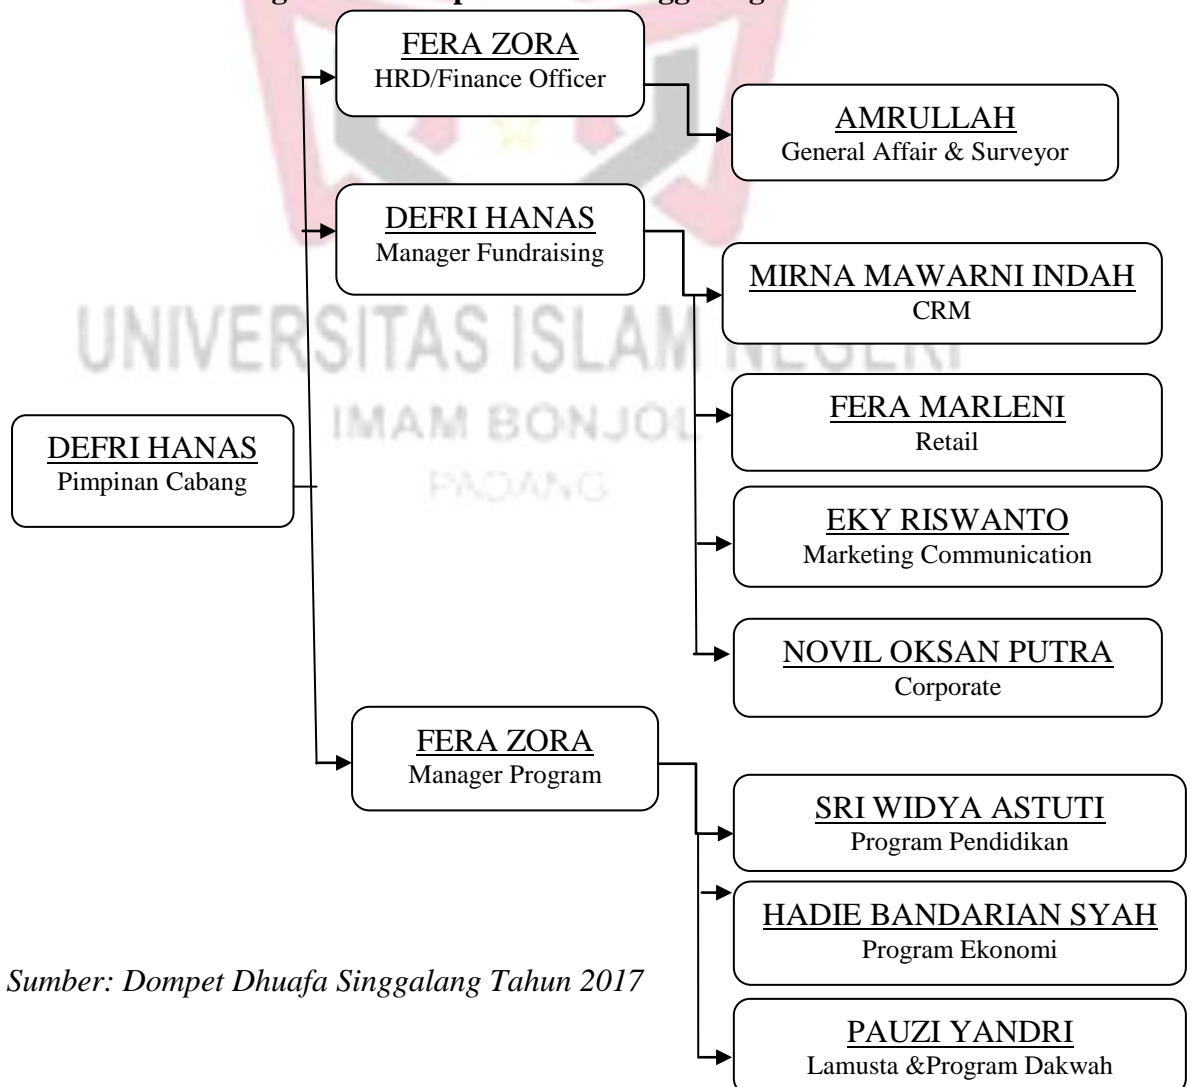 FERA ZORA
HRD/Finance Officer
AMRULLAH
General Affair & Surveyor
DEFRI HANAS
Manager Fundraising
MIRNA MAWARNI INDAH
CRM
UNIVERSITAS ISLAM NEGERI
IMAM BONJOL
PADANG
FERA MARLENI
Retail
DEFRI HANAS
Pimpinan Cabang
EKY RISWANTO
Marketing Communication
NOVIL OKSAN PUTRA
Corporate
FERA ZORA
Manager Program
SRI WIDYA ASTUTI
Program Pendidikan
HADIE BANDARIAN SYAH
Program Ekonomi
Sumber: Dompet Dhuafa Singgalang Tahun 2017
PAUZI YANDRI
Lamusta &Program Dakwah